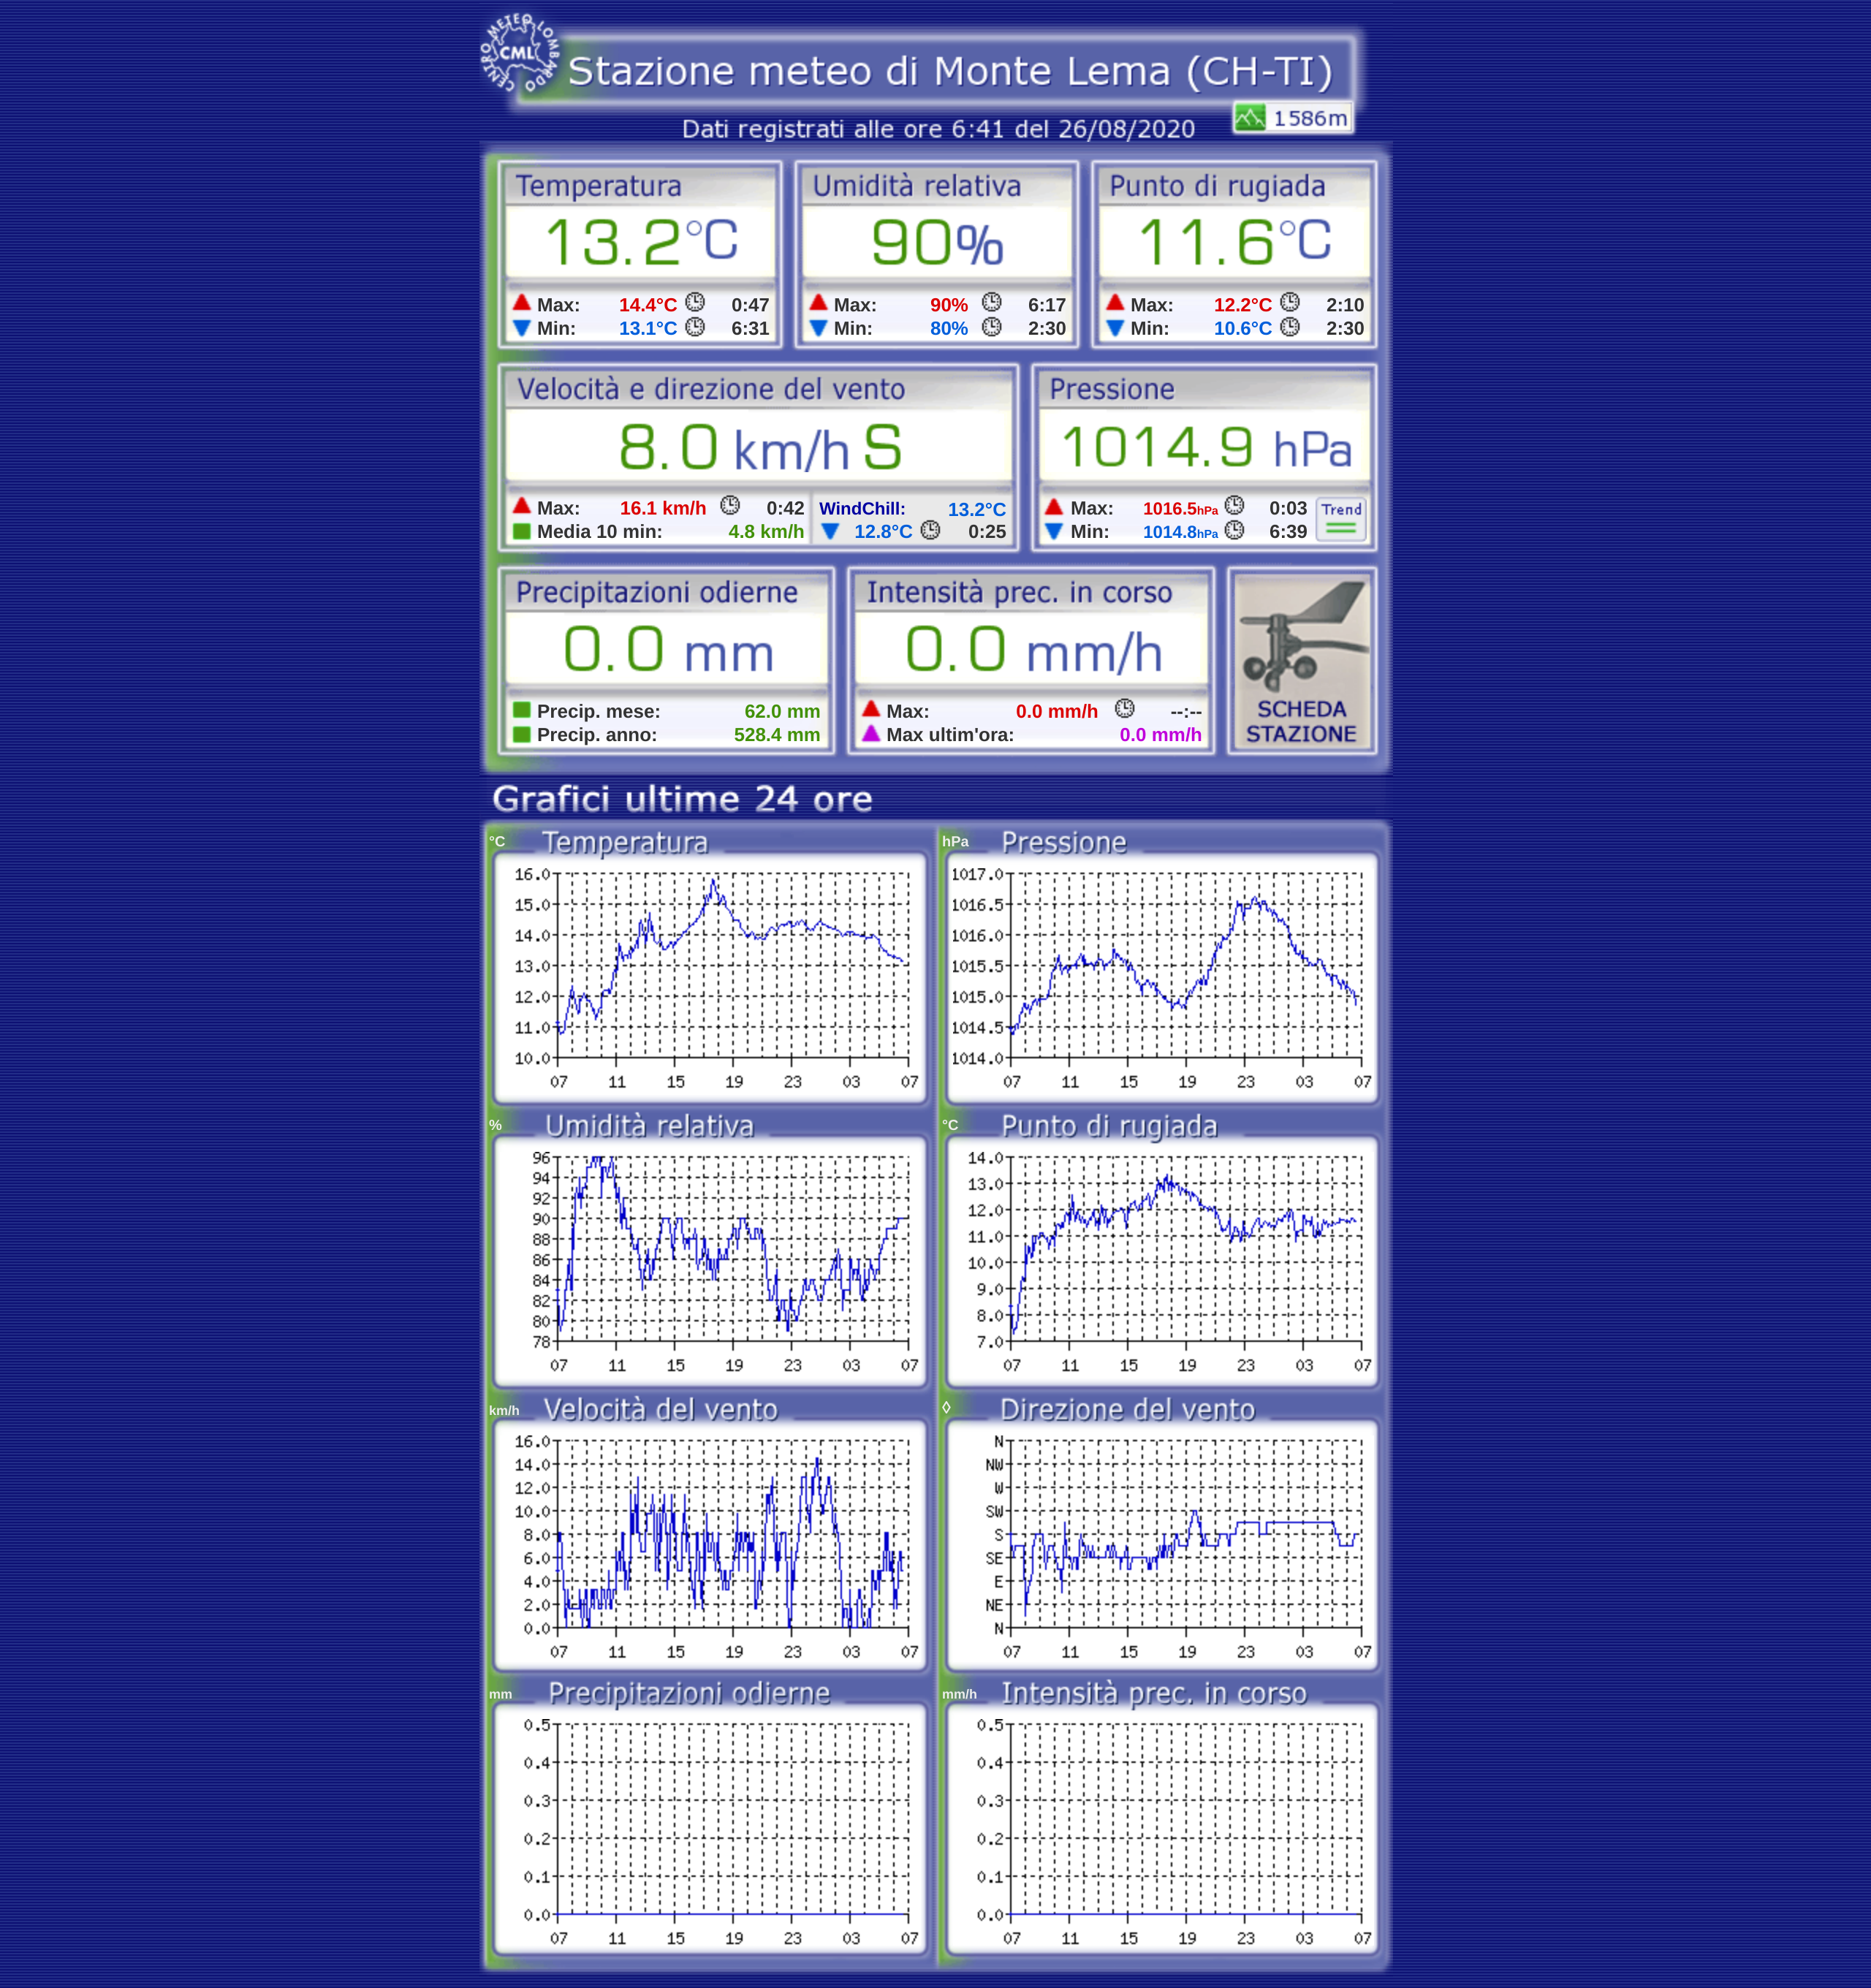 CENTRO METEO LOMBARDO
CML
Stazione meteo di Monte Lema (CH-TI)
1586m
Dati registrati alle ore 6:41 del 26/08/2020
Temperatura
13.2°C
Max: 14.4°C 0:47
Min: 13.1°C 6:31
Umidità relativa
90%
Max: 90% 6:17
Min: 80% 2:30
Punto di rugiada
11.6°C
Max: 12.2°C 2:10
Min: 10.6°C 2:30
Velocità e direzione del vento
8.0 km/h S
Max: 16.1 km/h 0:42
Media 10 min: 4.8 km/h
WindChill: 13.2°C
12.8°C 0:25
Pressione
1014.9 hPa
Max: 1016.5hPa 0:03
Min: 1014.8hPa 6:39
Trend
Precipitazioni odierne
0.0 mm
Precip. mese: 62.0 mm
Precip. anno: 528.4 mm
Intensità prec. in corso
0.0 mm/h
Max: 0.0 mm/h --:--
Max ultim'ora: 0.0 mm/h
SCHEDA
STAZIONE
Grafici ultime 24 ore
°C Temperatura
16.0
15.0
14.0
13.0
12.0
11.0
10.0
07 11 15 19 23 03 07
hPa Pressione
1017.0
1016.5
1016.0
1015.5
1015.0
1014.5
1014.0
07 11 15 19 23 03 07
% Umidità relativa
96
94
92
90
88
86
84
82
80
78
07 11 15 19 23 03 07
°C Punto di rugiada
14.0
13.0
12.0
11.0
10.0
9.0
8.0
7.0
07 11 15 19 23 03 07
km/h Velocità del vento
16.0
14.0
12.0
10.0
8.0
6.0
4.0
2.0
0.0
07 11 15 19 23 03 07
◊ Direzione del vento
N
NW
W
SW
S
SE
E
NE
N
07 11 15 19 23 03 07
mm Precipitazioni odierne
0.5
0.4
0.3
0.2
0.1
0.0
07 11 15 19 23 03 07
mm/h Intensità prec. in corso
0.5
0.4
0.3
0.2
0.1
0.0
07 11 15 19 23 03 07